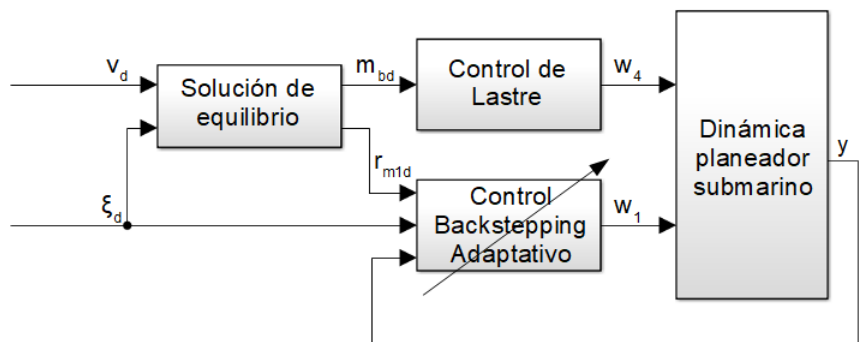 v_d
Solución de
equilibrio
m_bd
Control de
Lastre
w_4
Dinámica
planeador
submarino
y
r_m1d
ξ_d
Control
Backstepping
Adaptativo
w_1